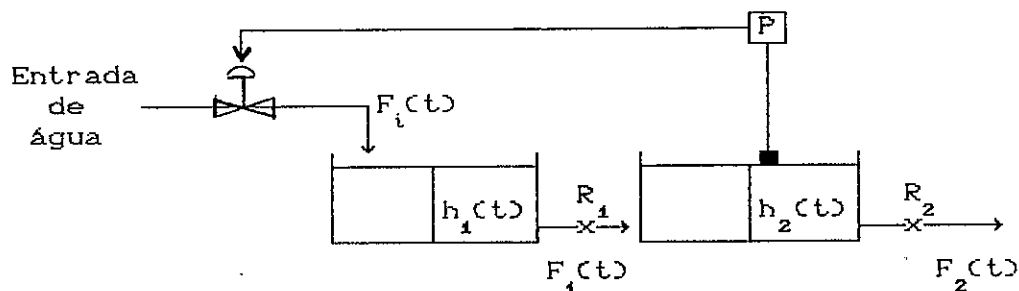 P
Entrada
de
água
F_i(t)
h_1(t)
R_1
h_2(t)
R_2
F_1(t)
F_2(t)